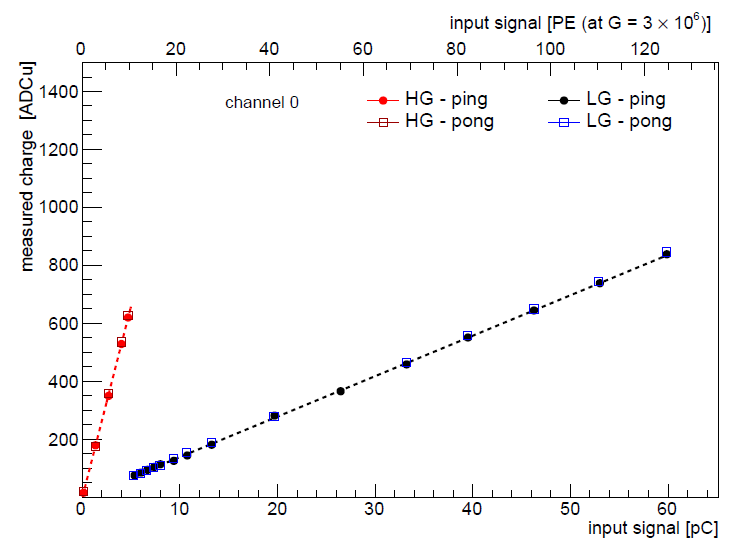 input signal [PE (at G = 3 × 10⁶)]
0 20 40 60 80 100 120
measured charge [ADCu]
1400
1200
1000
800
600
400
200
channel 0
HG - ping
LG - ping
HG - pong
LG - pong
0 10 20 30 40 50 60
input signal [pC]